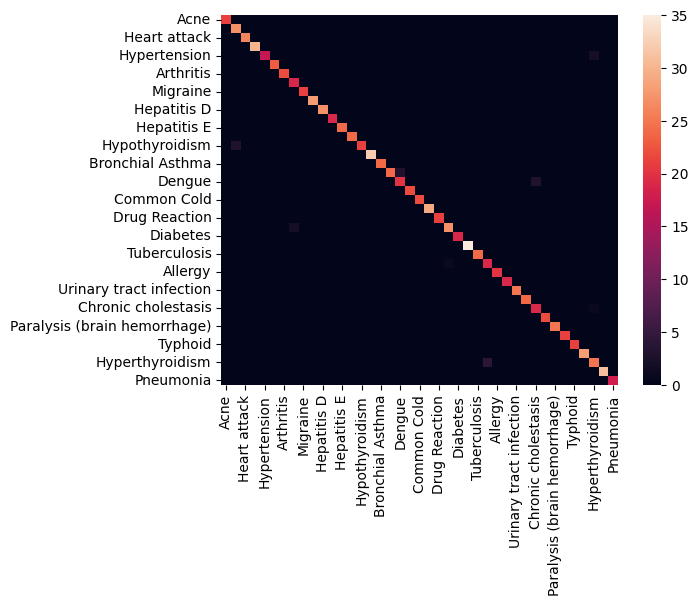 Acne
Heart attack
Hypertension
Arthritis
Migraine
Hepatitis D
Hepatitis E
Hypothyroidism
Bronchial Asthma
Dengue
Common Cold
Drug Reaction
Diabetes
Tuberculosis
Allergy
Urinary tract infection
Chronic cholestasis
Paralysis (brain hemorrhage)
Typhoid
Hyperthyroidism
Pneumonia
Acne
Heart attack
Hypertension
Arthritis
Migraine
Hepatitis D
Hepatitis E
Hypothyroidism
Bronchial Asthma
Dengue
Common Cold
Drug Reaction
Diabetes
Tuberculosis
Allergy
Urinary tract infection
Chronic cholestasis
Paralysis (brain hemorrhage)
Typhoid
Hyperthyroidism
Pneumonia
35
30
25
20
15
10
5
0